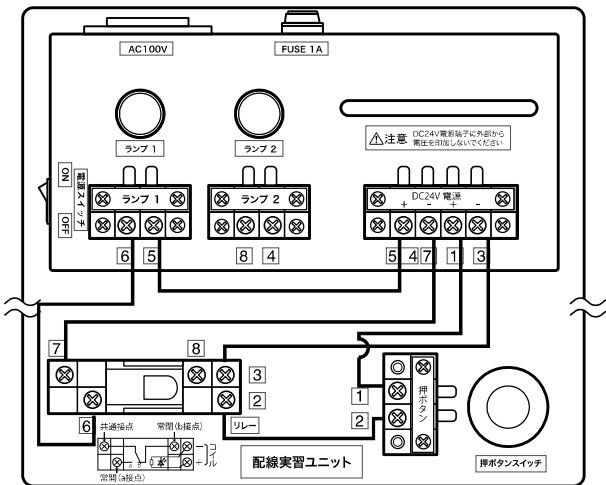 AC100V
FUSE 1A
ランプ 1
ランプ 2
⚠注意 DC24V電源端子に外部から
電圧を印加しないでください
ON
電源スイッチ
OFF
ランプ 1
ランプ 2
DC24V 電源
+ - + -
6 5
8 4
5 4 7 1 3
7
8
3
2
6
リレー
1
2
押ボタン
共通接点
常閉(b接点)
コイル
- +
常開(a接点)
配線実習ユニット
押ボタンスイッチ